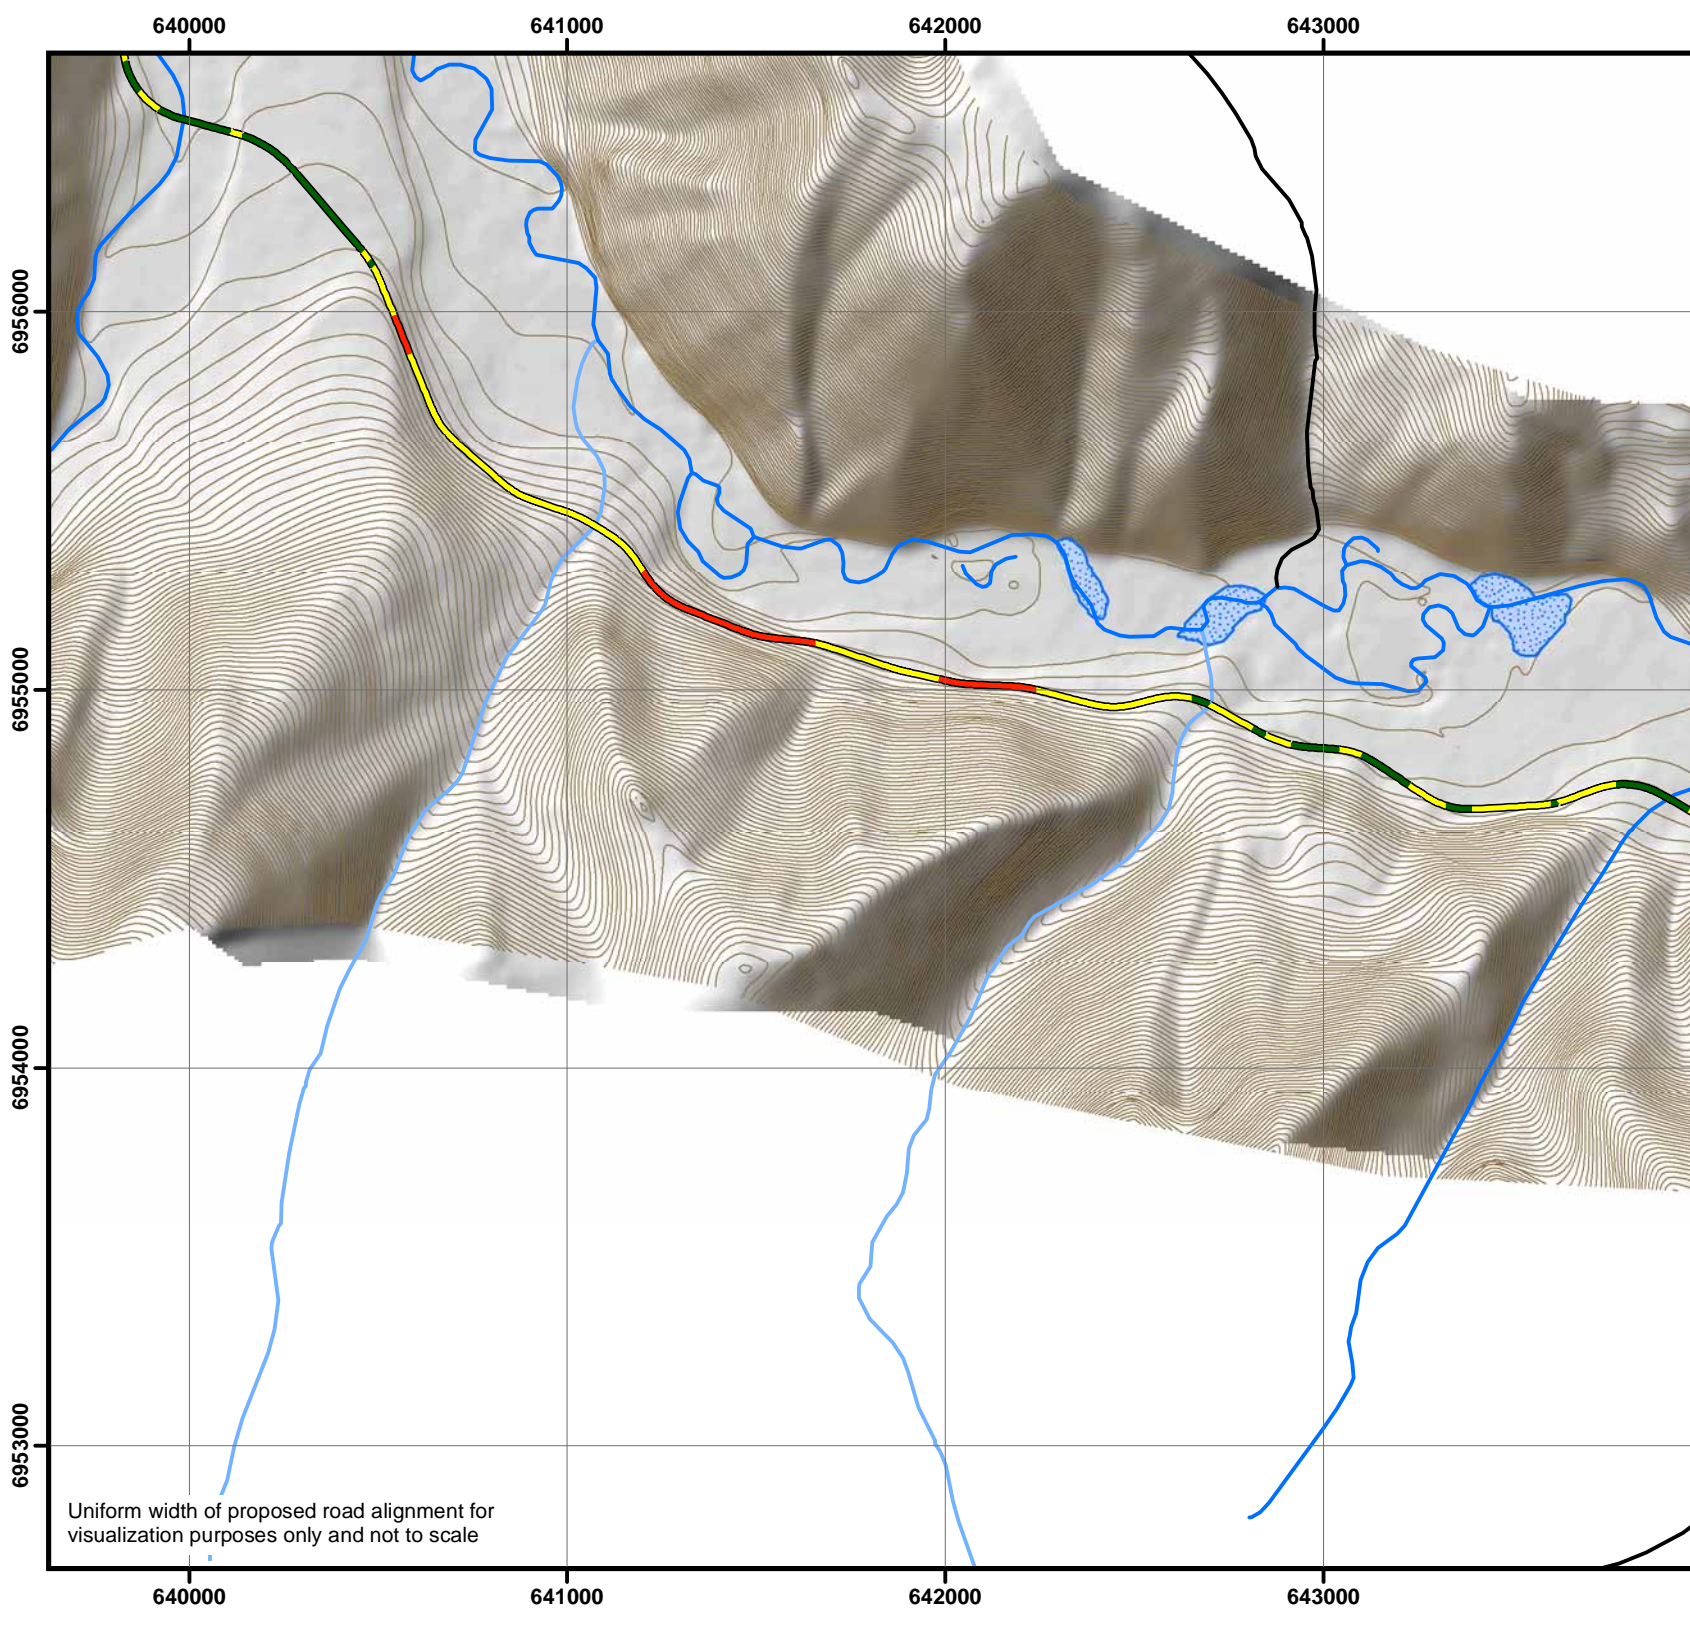 640000 641000 642000 643000
6956000
6955000
6954000
6953000
Uniform width of proposed road alignment for
visualization purposes only and not to scale
640000 641000 642000 643000